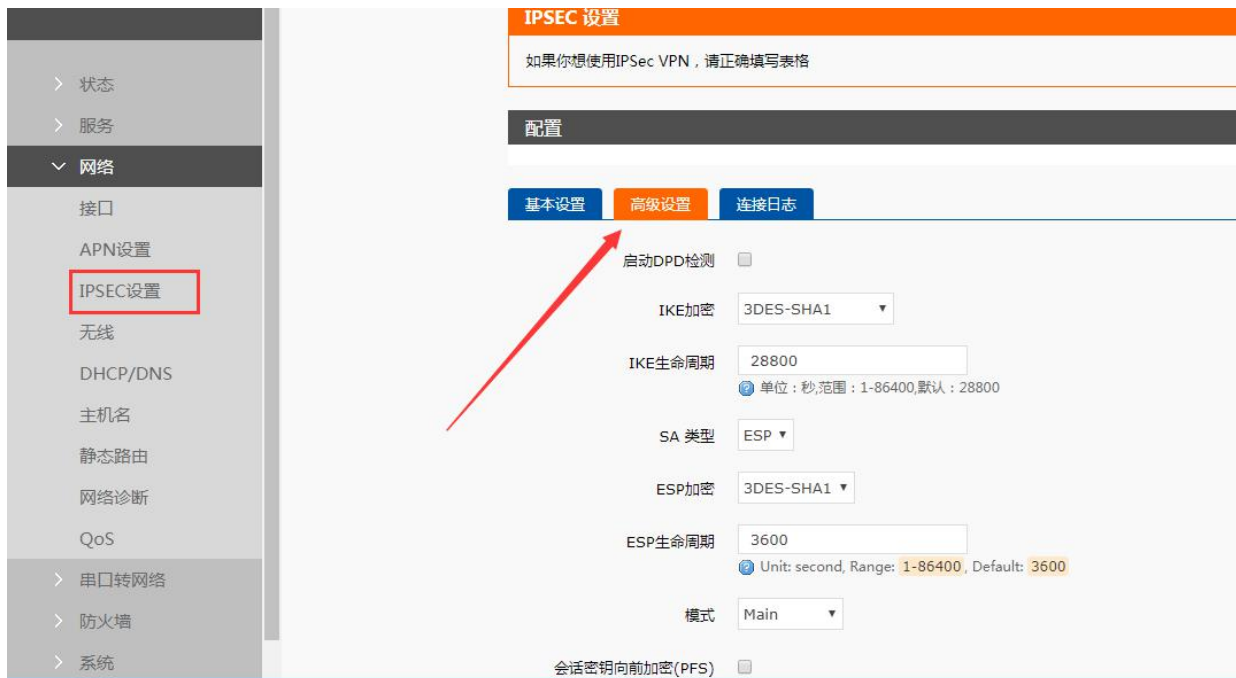 状态
服务
网络
接口
APN设置
IPSEC设置
无线
DHCP/DNS
主机名
静态路由
网络诊断
QoS
串口转网络
防火墙
系统
IPSEC 设置
如果你想使用IPSec VPN，请正确填写表格
配置
基本设置 高级设置 连接日志
启动DPD检测
IKE加密 3DES-SHA1
IKE生命周期 28800
单位：秒,范围：1-86400,默认：28800
SA 类型 ESP
ESP加密 3DES-SHA1
ESP生命周期 3600
Unit: second, Range: 1-86400, Default: 3600
模式 Main
会话密钥向前加密(PFS)